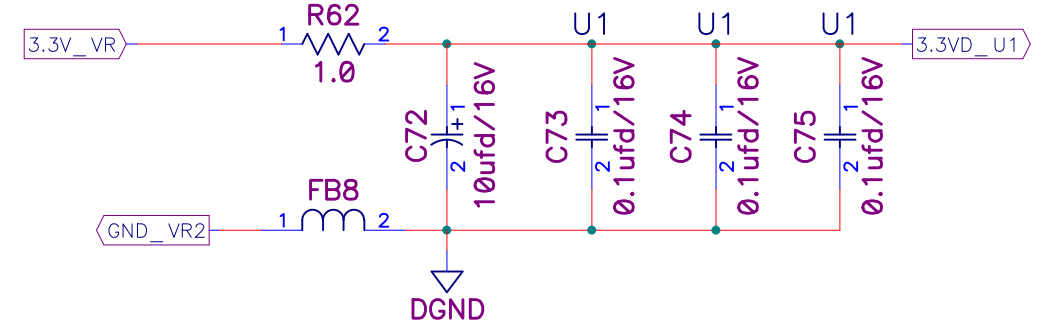 R62
U1
U1
U1
3.3V_VR
1
2
3.3VD_U1
1.0
C72
1
+
2
10ufd/16V
C73
1
2
0.1ufd/16V
C74
1
2
0.1ufd/16V
C75
1
2
0.1ufd/16V
FB8
GND_VR2
1
2
DGND